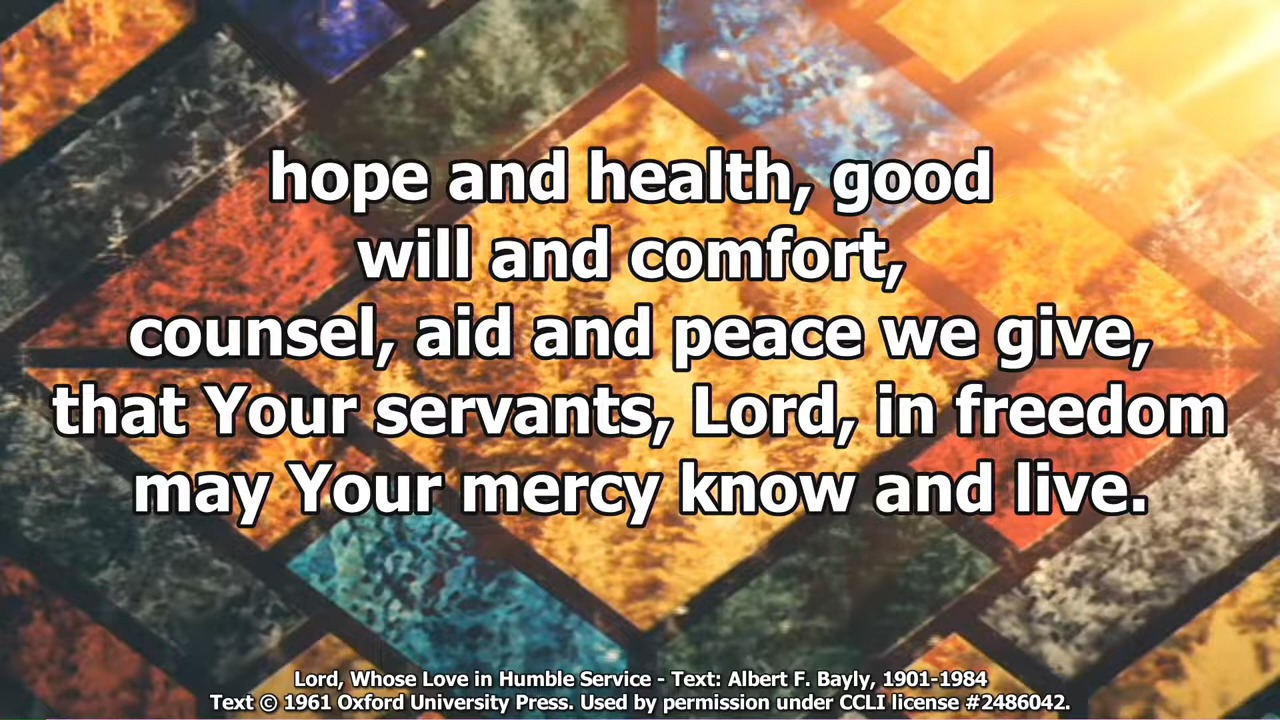 hope and health, good
will and comfort,
counsel, aid and peace we give,
that Your servants, Lord, in freedom
may Your mercy know and live.
Lord, Whose Love in Humble Service - Text: Albert F. Bayly, 1901-1984
Text © 1961 Oxford University Press. Used by permission under CCLI license #2486042.